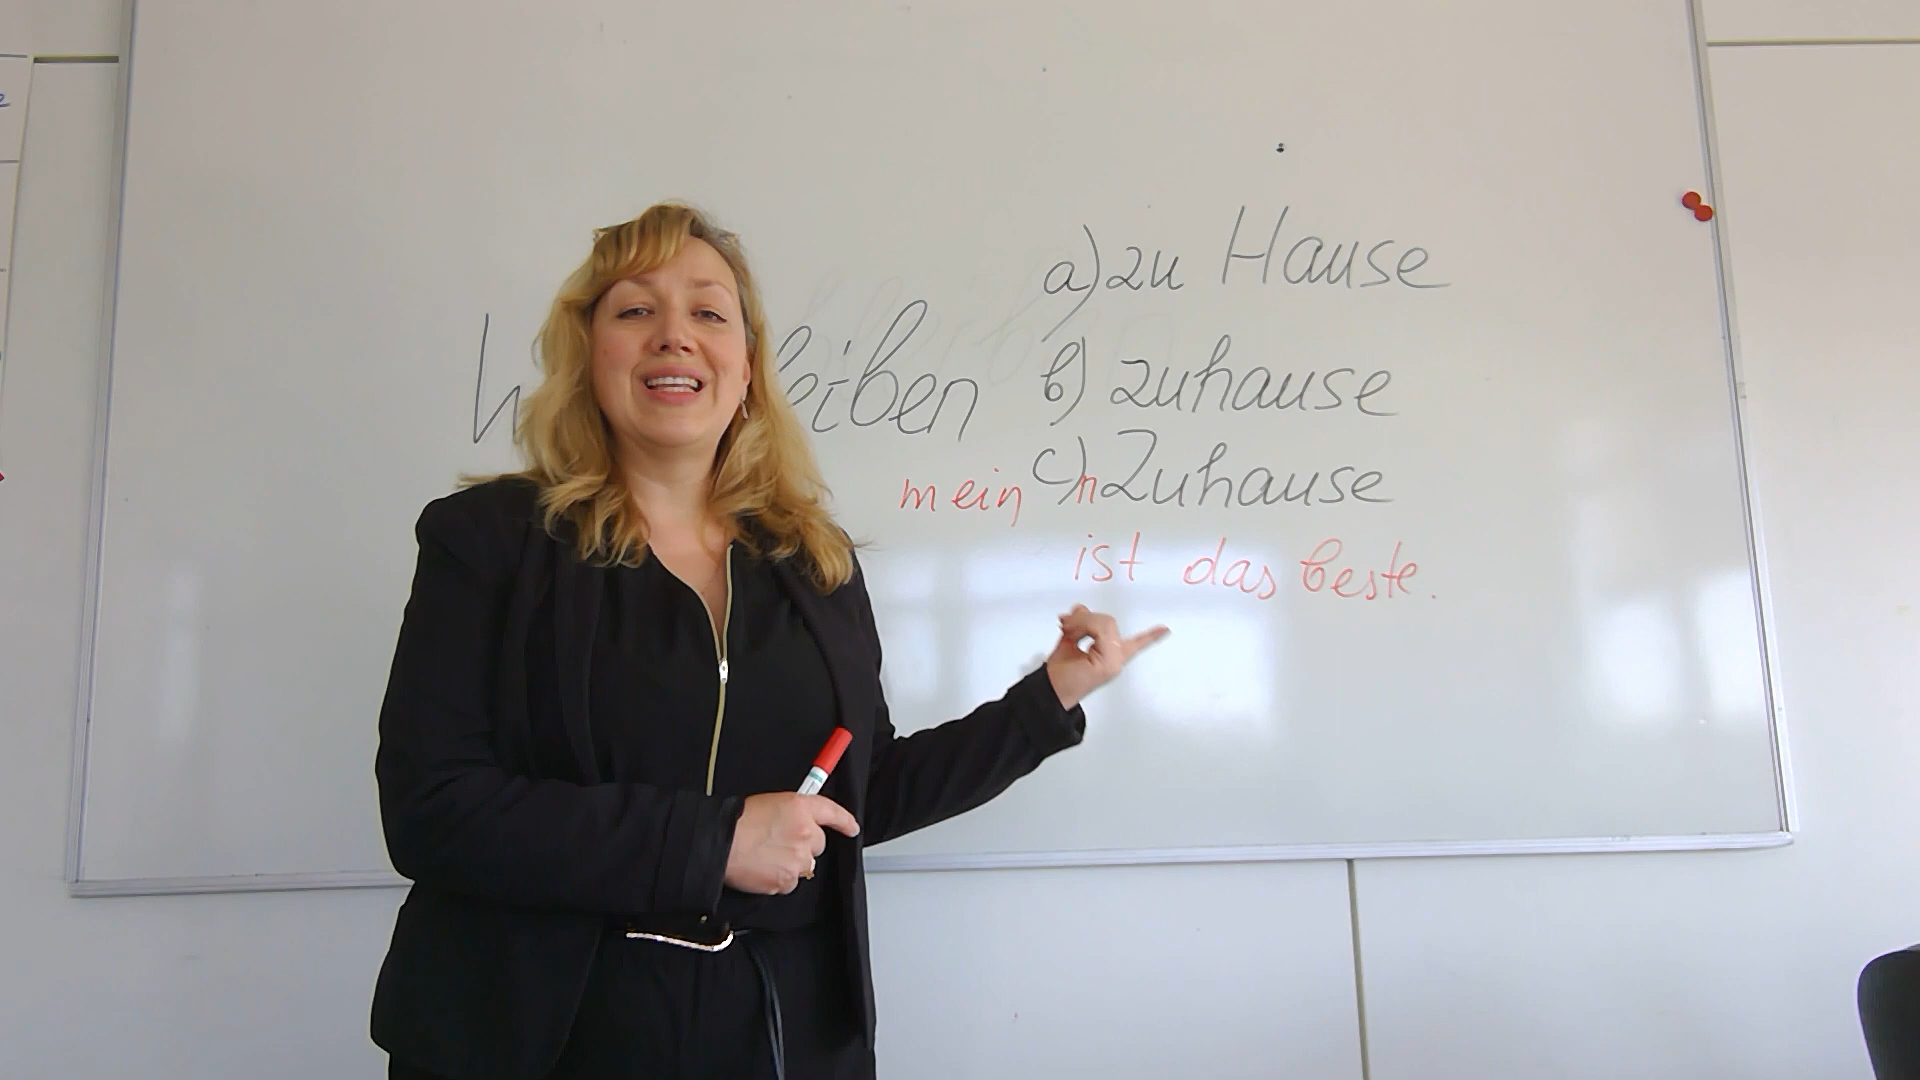 a) zu Hause
b) zuhause
c) n Zuhause
mein
ist das beste.